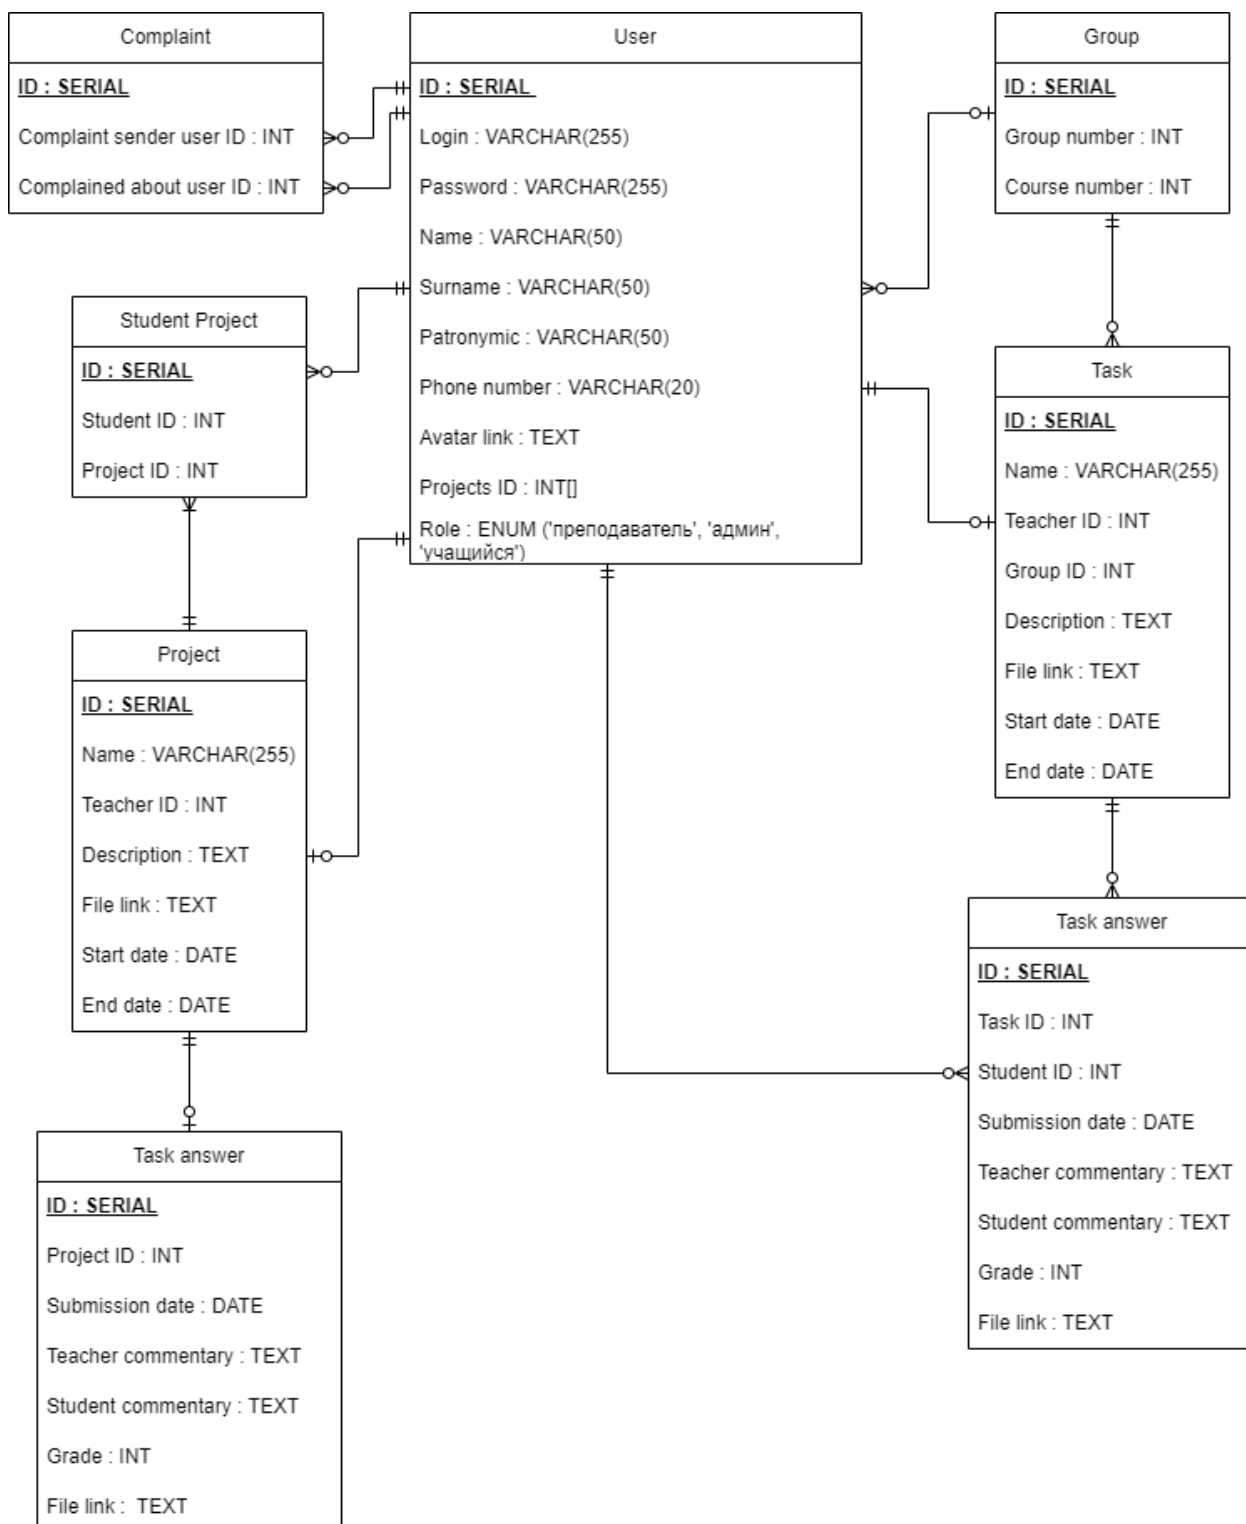 Complaint
ID : SERIAL
Complaint sender user ID : INT
Complained about user ID : INT
User
ID : SERIAL
Login : VARCHAR(255)
Password : VARCHAR(255)
Name : VARCHAR(50)
Surname : VARCHAR(50)
Patronymic : VARCHAR(50)
Phone number : VARCHAR(20)
Avatar link : TEXT
Projects ID : INT[]
Role : ENUM ('преподаватель', 'админ',
'учащийся')
Group
ID : SERIAL
Group number : INT
Course number : INT
Student Project
ID : SERIAL
Student ID : INT
Project ID : INT
Task
ID : SERIAL
Name : VARCHAR(255)
Teacher ID : INT
Group ID : INT
Description : TEXT
File link : TEXT
Start date : DATE
End date : DATE
Project
ID : SERIAL
Name : VARCHAR(255)
Teacher ID : INT
Description : TEXT
File link : TEXT
Start date : DATE
End date : DATE
Task answer
ID : SERIAL
Task ID : INT
Student ID : INT
Submission date : DATE
Teacher commentary : TEXT
Student commentary : TEXT
Grade : INT
File link : TEXT
Task answer
ID : SERIAL
Project ID : INT
Submission date : DATE
Teacher commentary : TEXT
Student commentary : TEXT
Grade : INT
File link :  TEXT